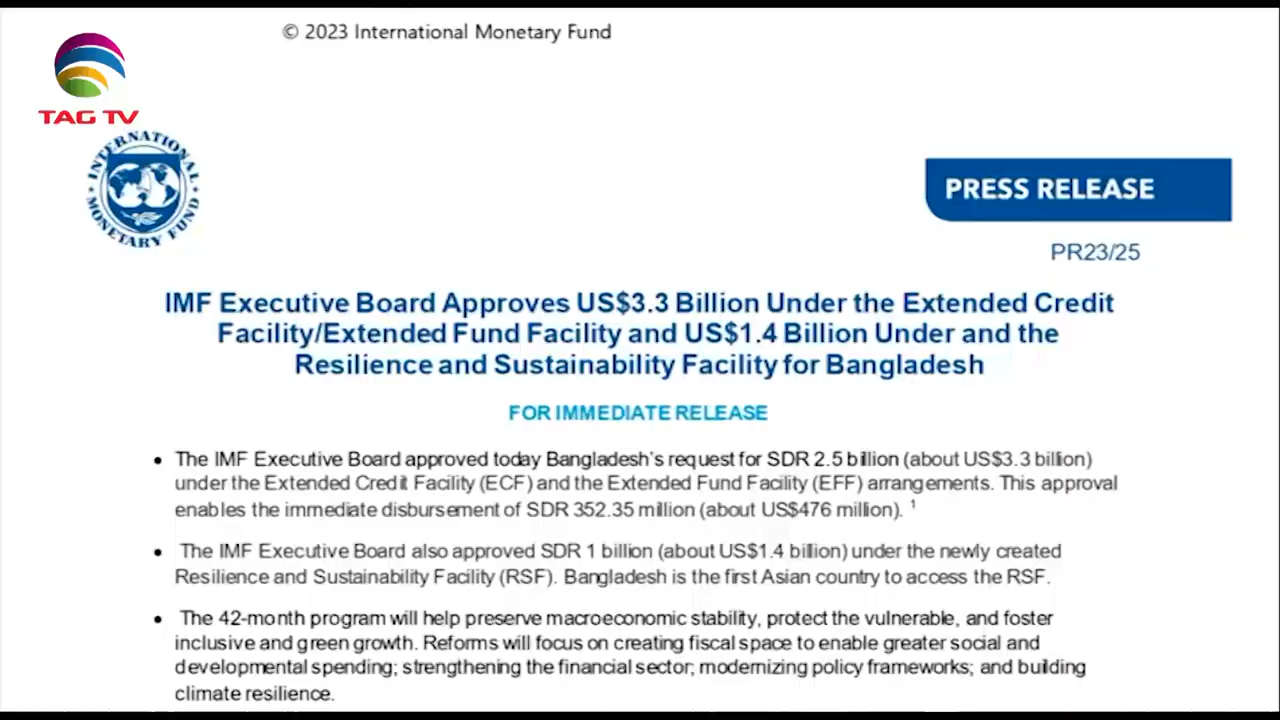 © 2023 International Monetary Fund
TAG TV
INTERNATIONAL MONETARY FUND
PRESS RELEASE
PR23/25
IMF Executive Board Approves US$3.3 Billion Under the Extended Credit
Facility/Extended Fund Facility and US$1.4 Billion Under and the
Resilience and Sustainability Facility for Bangladesh
FOR IMMEDIATE RELEASE
• The IMF Executive Board approved today Bangladesh's request for SDR 2.5 billion (about US$3.3 billion)
under the Extended Credit Facility (ECF) and the Extended Fund Facility (EFF) arrangements. This approval
enables the immediate disbursement of SDR 352.35 million (about US$476 million). 1
• The IMF Executive Board also approved SDR 1 billion (about US$1.4 billion) under the newly created
Resilience and Sustainability Facility (RSF). Bangladesh is the first Asian country to access the RSF.
• The 42-month program will help preserve macroeconomic stability, protect the vulnerable, and foster
inclusive and green growth. Reforms will focus on creating fiscal space to enable greater social and
developmental spending; strengthening the financial sector; modernizing policy frameworks; and building
climate resilience.